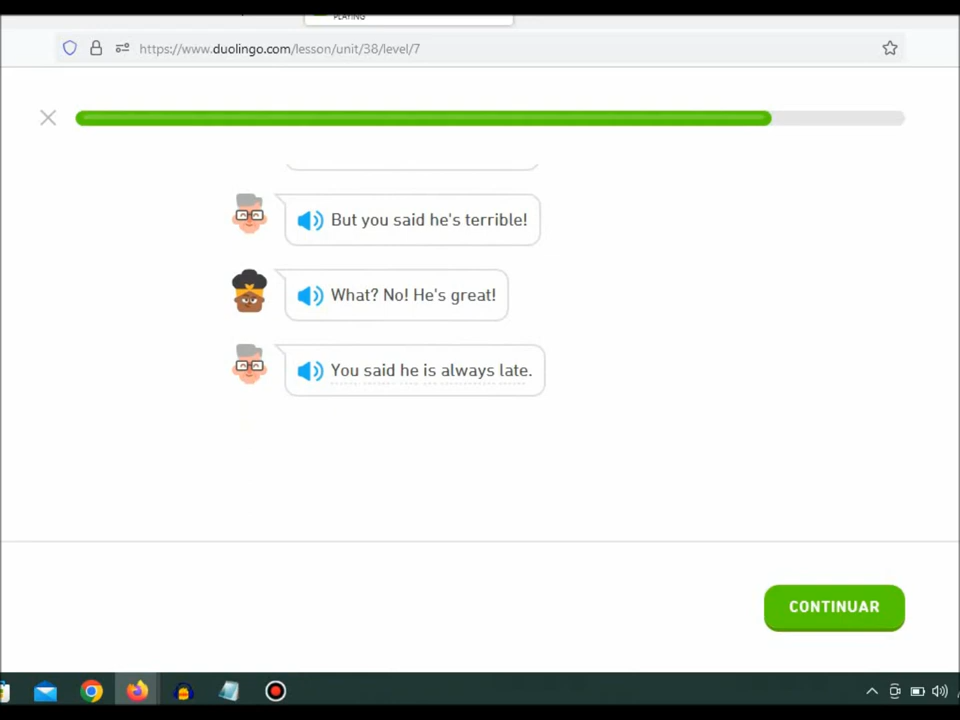 PLAYING
https://www.duolingo.com/lesson/unit/38/level/7
But you said he's terrible!
What? No! He's great!
You said he is always late.
CONTINUAR